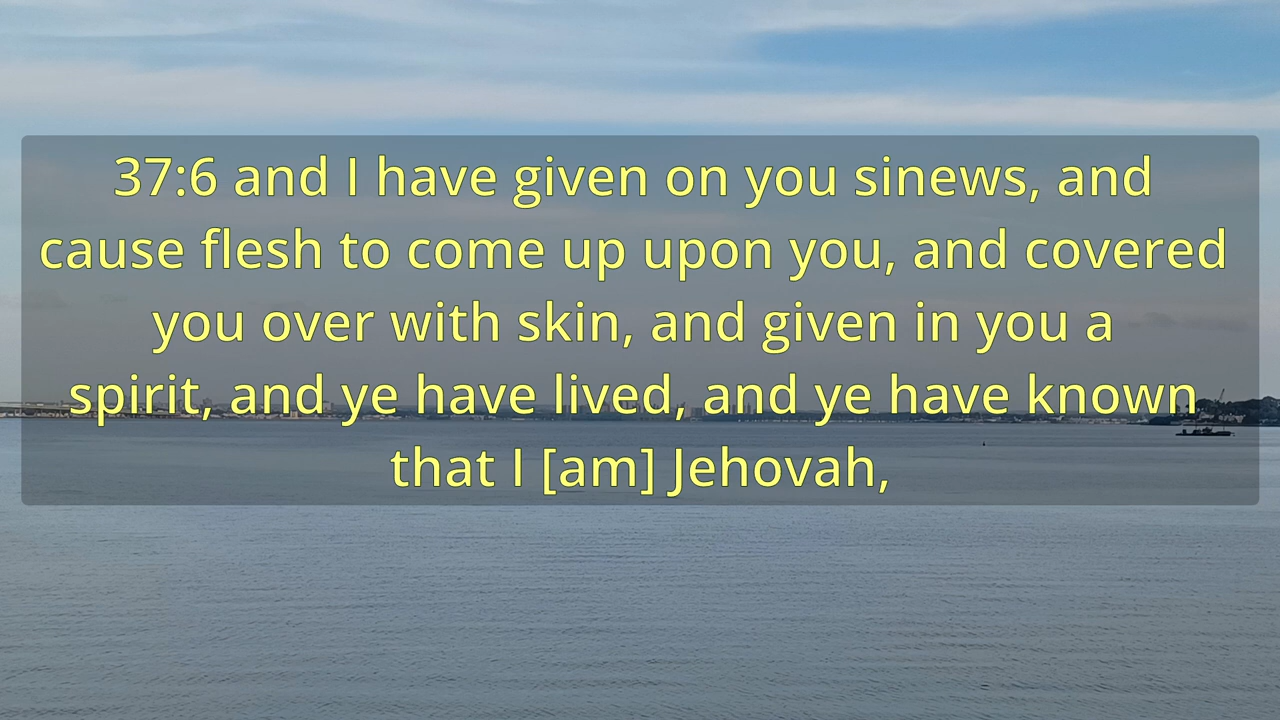 37:6 and I have given on you sinews, and
cause flesh to come up upon you, and covered
you over with skin, and given in you a
spirit, and ye have lived, and ye have known
that I [am] Jehovah,